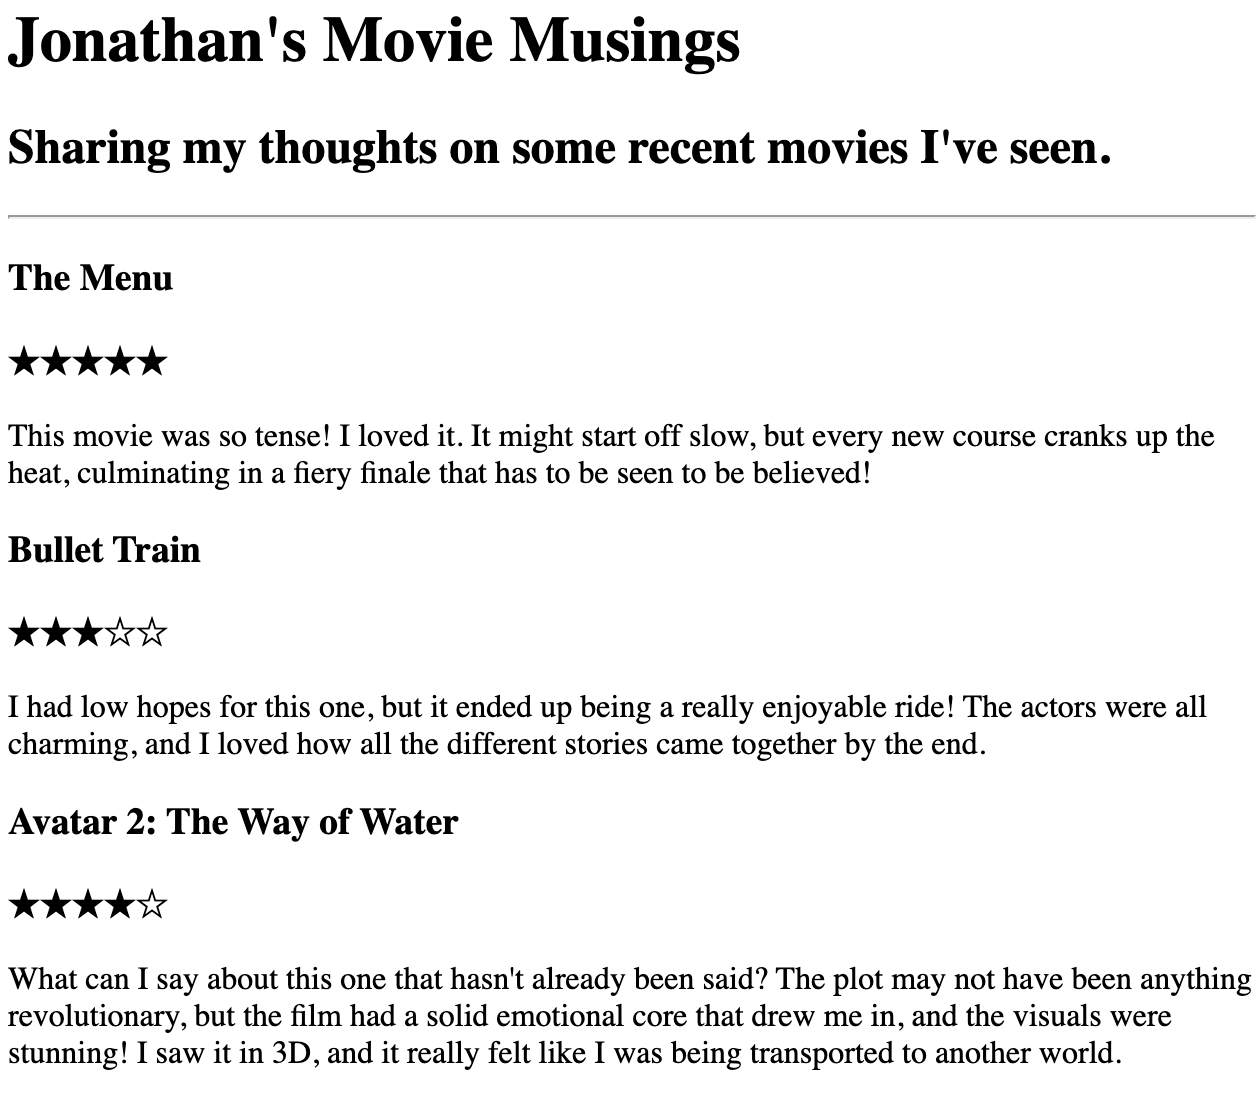 Jonathan's Movie Musings
Sharing my thoughts on some recent movies I've seen.
The Menu
★★★★★
This movie was so tense! I loved it. It might start off slow, but every new course cranks up the
heat, culminating in a fiery finale that has to be seen to be believed!
Bullet Train
★★★☆☆
I had low hopes for this one, but it ended up being a really enjoyable ride! The actors were all
charming, and I loved how all the different stories came together by the end.
Avatar 2: The Way of Water
★★★★☆
What can I say about this one that hasn't already been said? The plot may not have been anything
revolutionary, but the film had a solid emotional core that drew me in, and the visuals were
stunning! I saw it in 3D, and it really felt like I was being transported to another world.